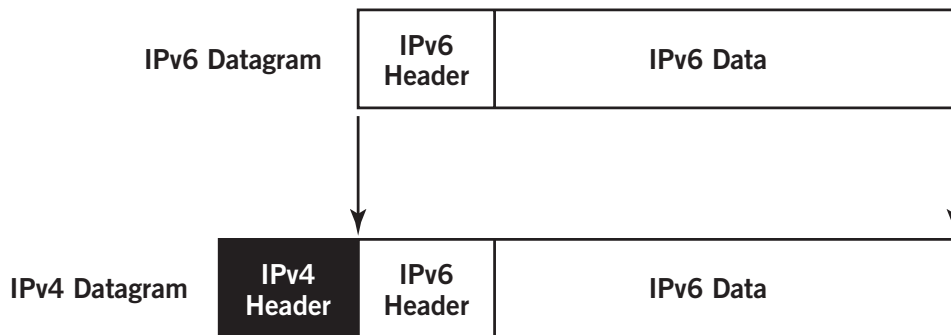 IPv6 Datagram
IPv6
Header
IPv6 Data
IPv4 Datagram
IPv4
Header
IPv6
Header
IPv6 Data